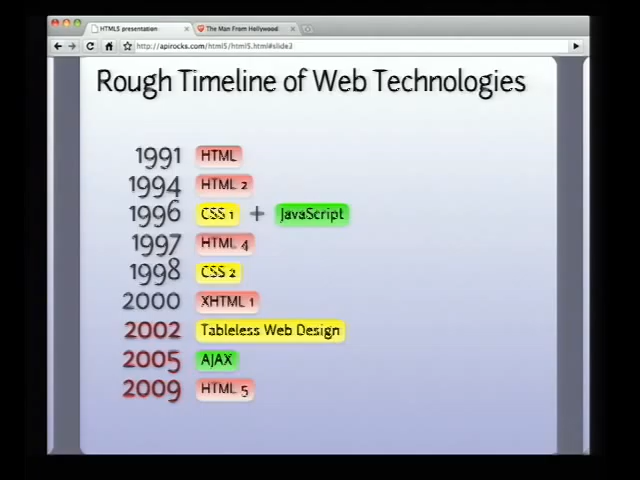 HTML5 presentation
The Man From Hollywood
http://apirocks.com/html5/html5.html#slide3
Rough Timeline of Web Technologies
1991 HTML
1994 HTML 2
1996 CSS 1 + JavaScript
1997 HTML 4
1998 CSS 2
2000 XHTML 1
2002 Tableless Web Design
2005 AJAX
2009 HTML 5